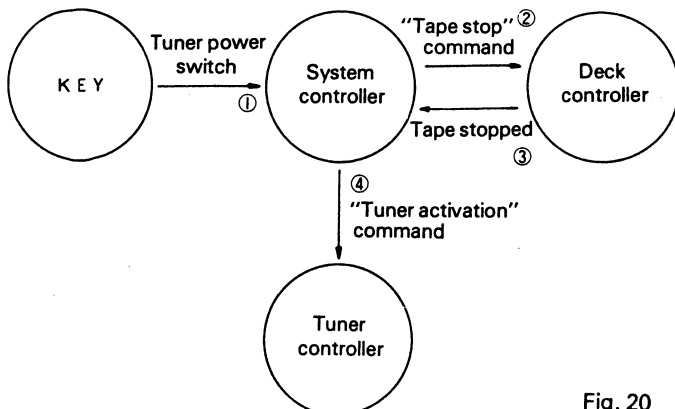 KEY
Tuner power
switch
①
System
controller
"Tape stop" ②
command
Tape stopped
③
Deck
controller
④
"Tuner activation"
command
Tuner
controller
Fig. 20